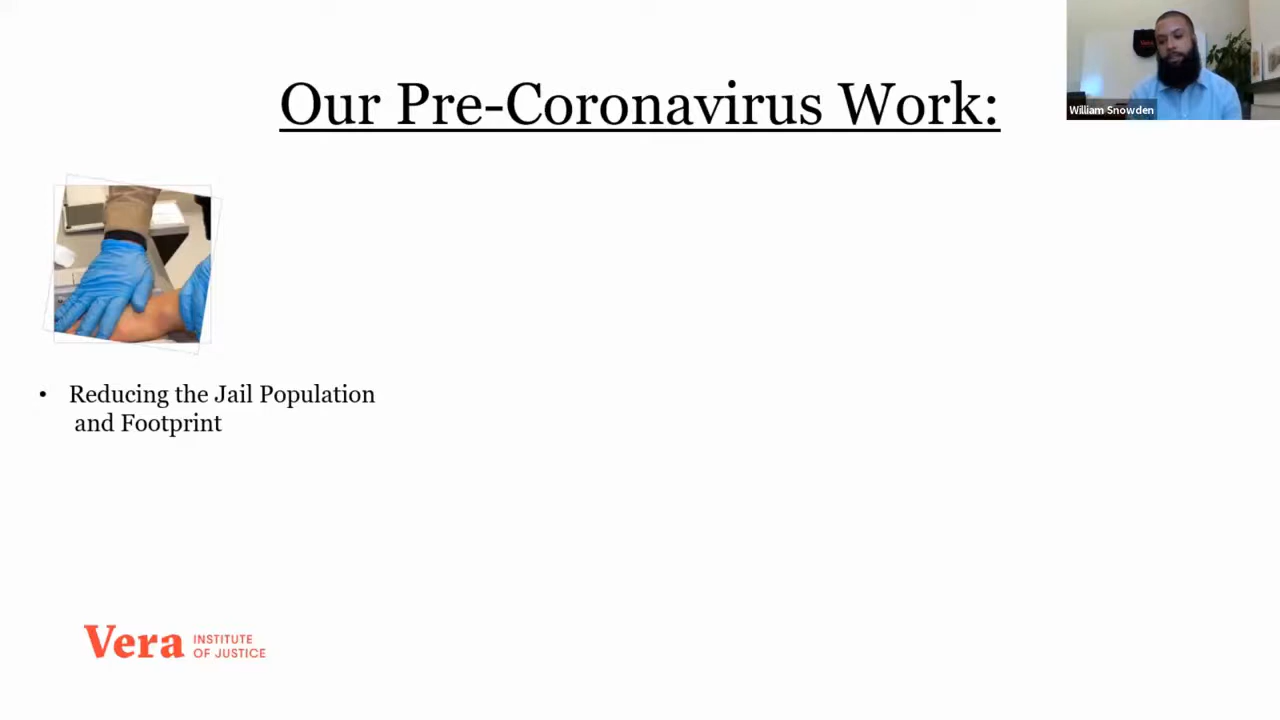 Our Pre-Coronavirus Work:
William Snowden
• Reducing the Jail Population
and Footprint
Vera INSTITUTE
OF JUSTICE